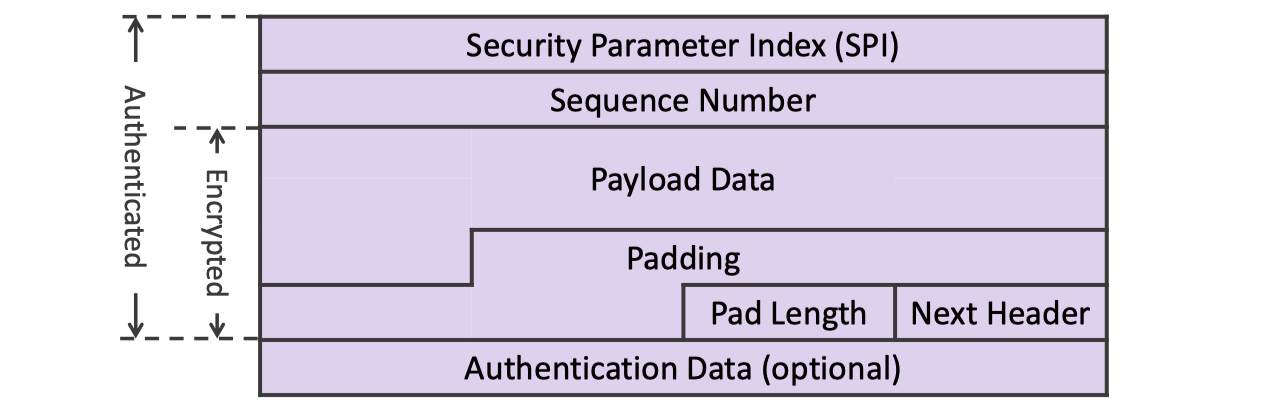 Security Parameter Index (SPI)
Sequence Number
Authenticated
Encrypted
Payload Data
Padding
Pad Length
Next Header
Authentication Data (optional)